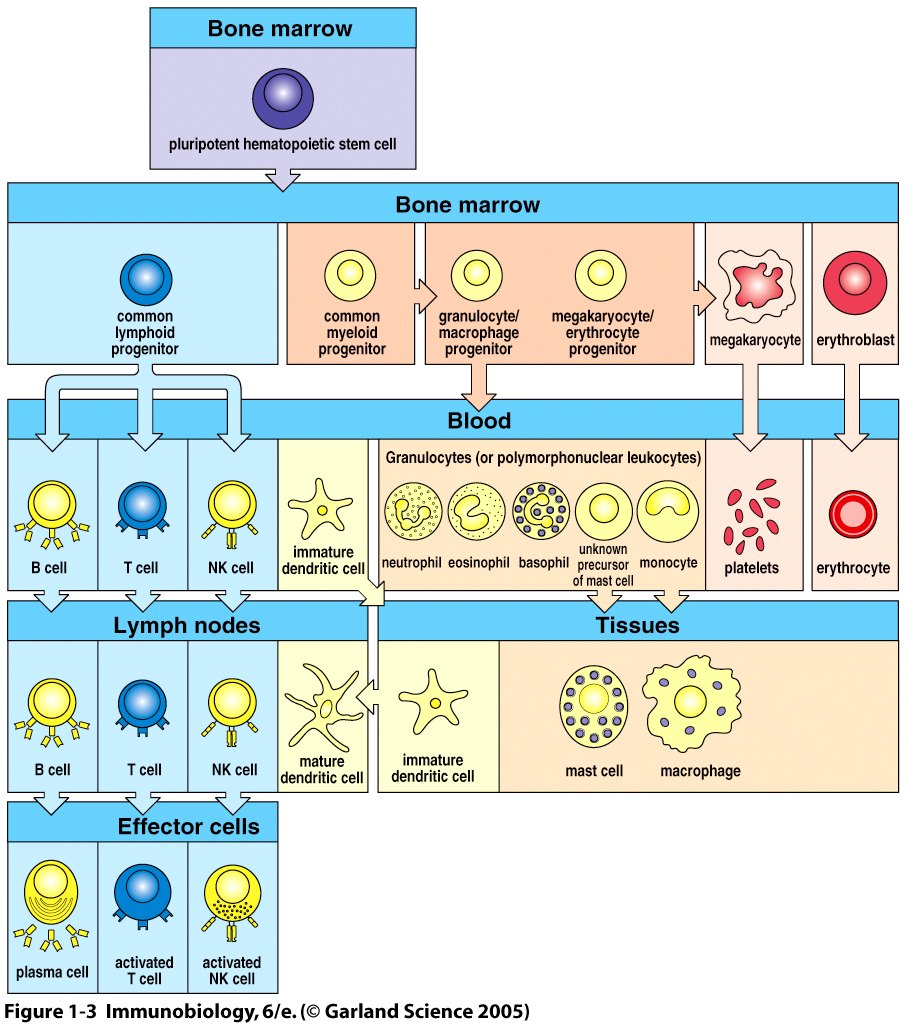 Bone marrow
pluripotent hematopoietic stem cell
Bone marrow
common
lymphoid
progenitor
common
myeloid
progenitor
granulocyte/
macrophage
progenitor
megakaryocyte/
erythrocyte
progenitor
megakaryocyte
erythroblast
Blood
Granulocytes (or polymorphonuclear leukocytes)
B cell
T cell
NK cell
immature
dendritic cell
neutrophil
eosinophil
basophil
unknown
precursor
of mast cell
monocyte
platelets
erythrocyte
Lymph nodes
Tissues
B cell
T cell
NK cell
mature
dendritic cell
immature
dendritic cell
mast cell
macrophage
Effector cells
plasma cell
activated
T cell
activated
NK cell
Figure 1-3 Immunobiology, 6/e. (© Garland Science 2005)